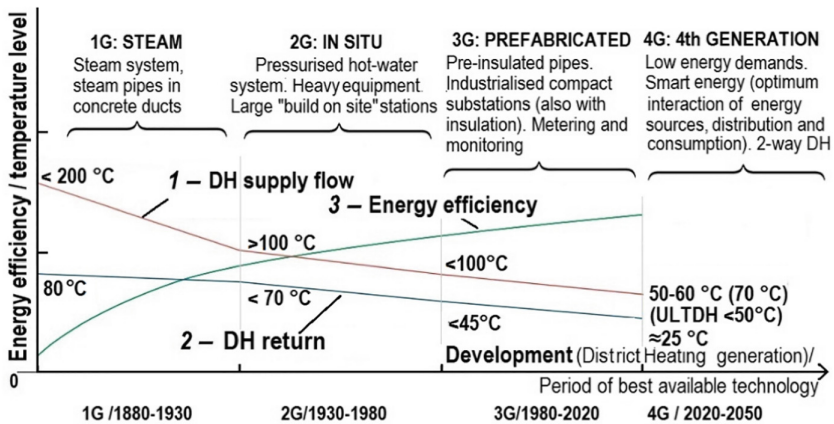 Energy efficiency / temperature level
1G: STEAM
Steam system,
steam pipes in
concrete ducts
2G: IN SITU
Pressurised hot-water
system. Heavy equipment.
Large "build on site" stations
3G: PREFABRICATED
Pre-insulated pipes.
Industrialised compact
substations (also with
insulation). Metering and
monitoring
4G: 4th GENERATION
Low energy demands.
Smart energy (optimum
interaction of energy
sources, distribution and
consumption). 2-way DH
< 200 °C
1 – DH supply flow
3 – Energy efficiency
>100 °C
<100°C
80°C
< 70 °C
<45°C
50-60 °C (70 °C)
(ULTDH <50°C)
≈25 °C
2 – DH return
Development (District Heating generation)/
0
Period of best available technology
1G /1880-1930
2G/1930-1980
3G/1980-2020
4G / 2020-2050